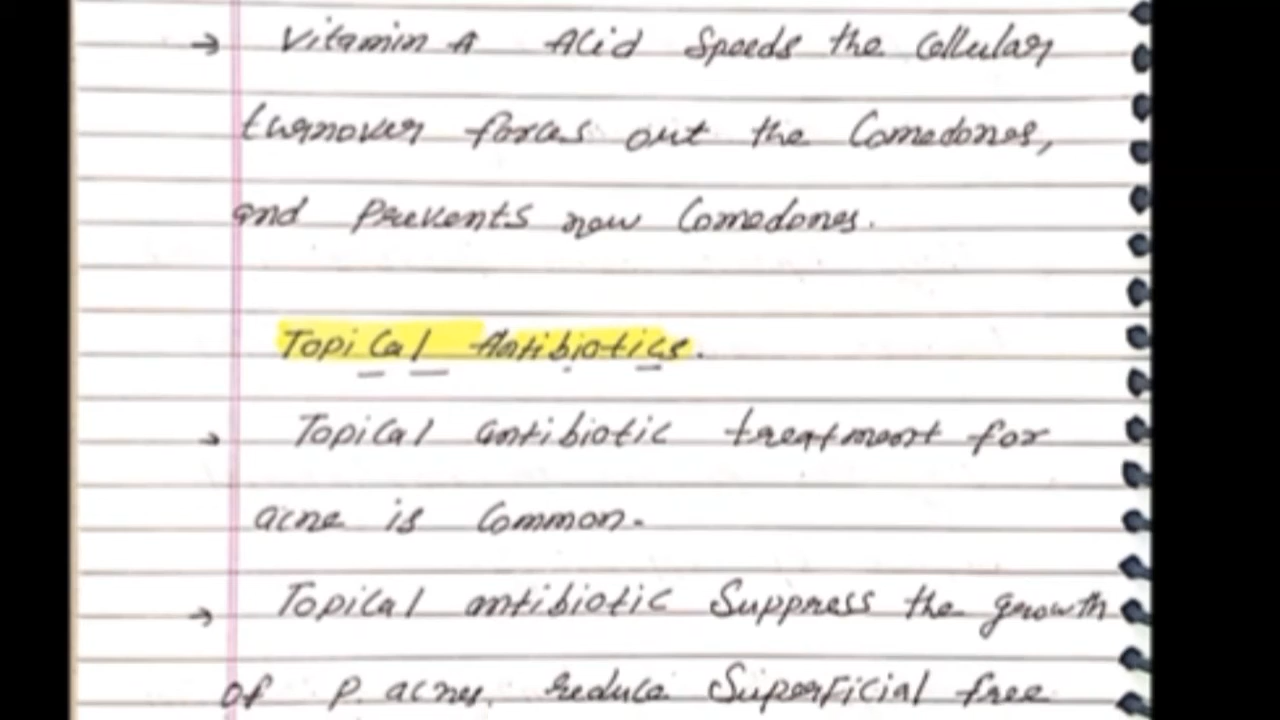 → Vitamin A Acid Speeds the Cellular
turnover forces out the Comedones,
and Prevents new Comedones.
Topical Antibiotics.
→ Topical antibiotic treatment for
acne is Common.
→ Topical antibiotic Suppress the growth
of P. acnes, reduce Superficial free